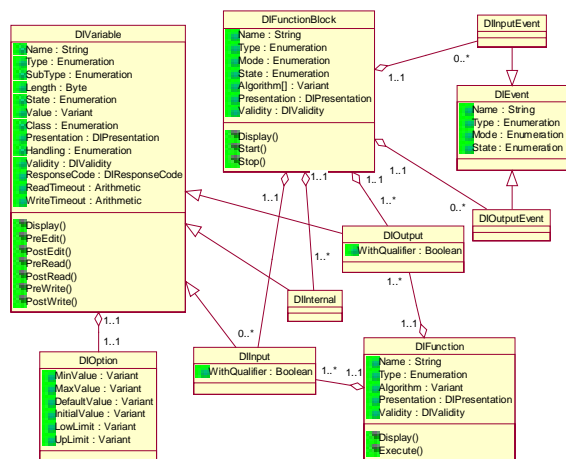 DIVariable
Name : String
Type : Enumeration
SubType : Enumeration
Length : Byte
State : Enumeration
Value : Variant
Class : Enumeration
Presentation : DIPresentation
Handling : Enumeration
Validity : DIValidity
ResponseCode : DIResponseCode
ReadTimeout : Arithmetic
WriteTimeout : Arithmetic
Display()
PreEdit()
PostEdit()
PreRead()
PostRead()
PreWrite()
PostWrite()
1..1
1..1
DIOption
MinValue : Variant
MaxValue : Variant
DefaultValue : Variant
InitialValue : Variant
LowLimit : Variant
UpLimit : Variant
DIFunctionBlock
Name : String
Type : Enumeration
Mode : Enumeration
State : Enumeration
Algorithm[] : Variant
Presentation : DIPresentation
Validity : DIValidity
Display()
Start()
Stop()
1..1
0..*
1..1
0..*
1..1
1..*
1..1
1..*
1..1
0..*
DIInputEvent
DIEvent
Name : String
Type : Enumeration
Mode : Enumeration
State : Enumeration
DIOutputEvent
DIOutput
WithQualifier : Boolean
1..*
1..1
DIInternal
DIInput
WithQualifier : Boolean
1..*
1..1
DIFunction
Name : String
Type : Enumeration
Algorithm : Variant
Presentation : DIPresentation
Validity : DIValidity
Display()
Execute()